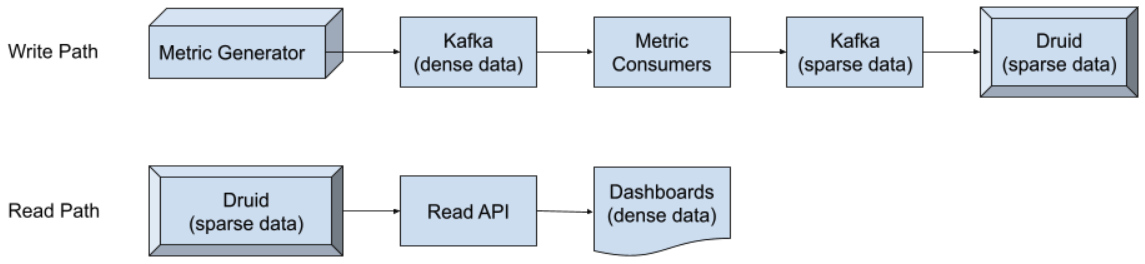 Write Path
Metric Generator
Kafka
(dense data)
Metric
Consumers
Kafka
(sparse data)
Druid
(sparse data)
Read Path
Druid
(sparse data)
Read API
Dashboards
(dense data)